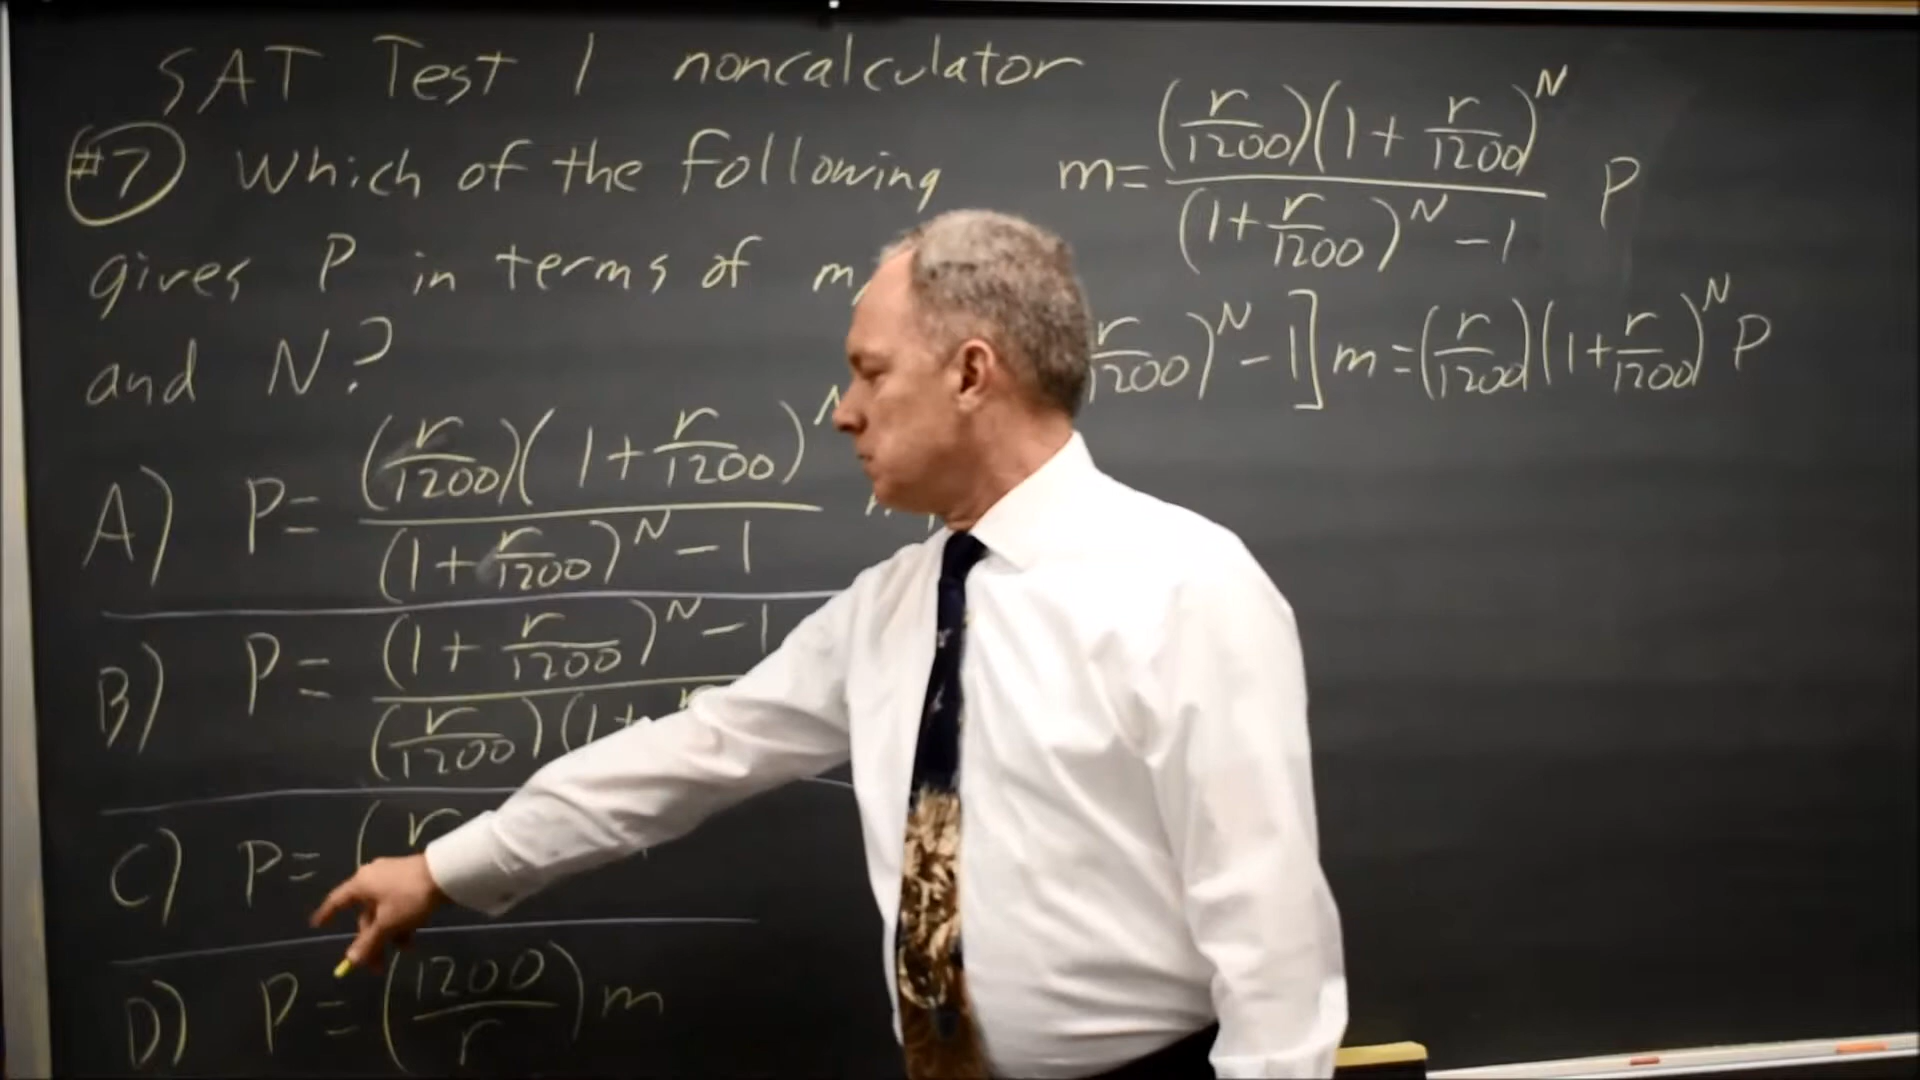 SAT Test 1 noncalculator
#7 Which of the following
gives P in terms of m,
and N?
A) P = (r/1200)(1 + r/1200)^N / (1 + r/1200)^N - 1
B) P = (1 + r/1200)^N - 1 / (r/1200)(1+
C) P = (r
D) P = (1200/r) m
m = (r/1200)(1 + r/1200)^N / (1 + r/1200)^N - 1 P
r/1200)^N - 1] m = (r/1200)(1 + r/1200)^N P